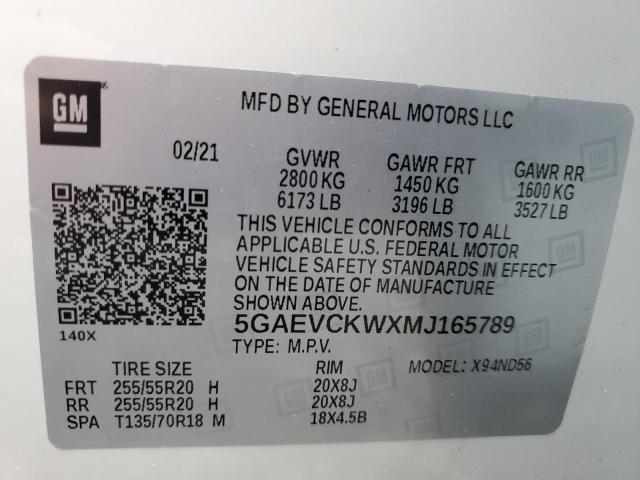 GM
MFD BY GENERAL MOTORS LLC
02/21 GVWR GAWR FRT GAWR RR
2800 KG 1450 KG 1600 KG
6173 LB 3196 LB 3527 LB
THIS VEHICLE CONFORMS TO ALL
APPLICABLE U.S. FEDERAL MOTOR
VEHICLE SAFETY STANDARDS IN EFFECT
ON THE DATE OF MANUFACTURE
SHOWN ABOVE.
5GAEVCKWXMJ165789
140X
TYPE: M.P.V. MODEL: X94ND56
TIRE SIZE RIM
FRT 255/55R20 H 20X8J
RR 255/55R20 H 20X8J
SPA T135/70R18 M 18X4.5B